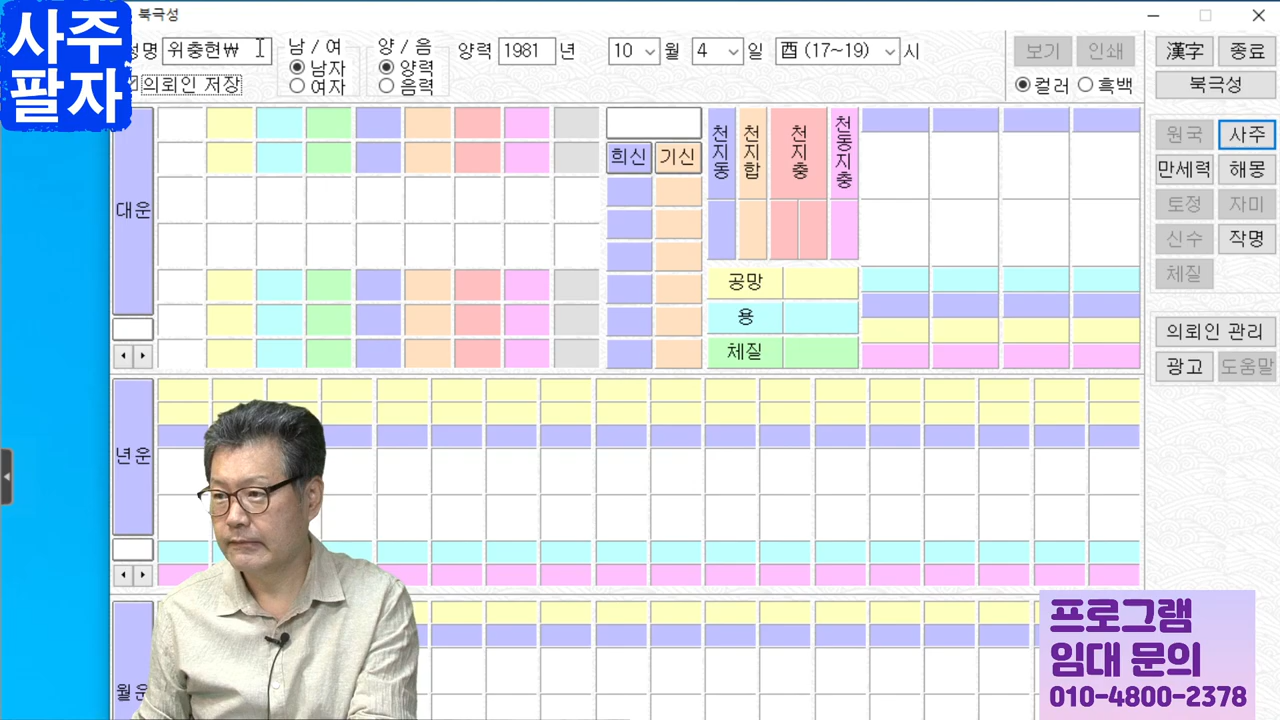 북극성
사주
팔자
성명 위충현₩ 남 / 여 양 / 음 양력 1981 년 10 월 4 일 酉 (17~19) 시 보기 인쇄 漢字 종료
남자 양력
여자 음력
의뢰인 저장 컬러 흑백 북극성
원국 사주
만세력 해몽
토정 자미
신수 작명
체질
의뢰인 관리
광고 도움말
대운
희신 기신
천지동 천지합 천지충 천동지충
공망
용
체질
년운
월운
프로그램
임대 문의
010-4800-2378